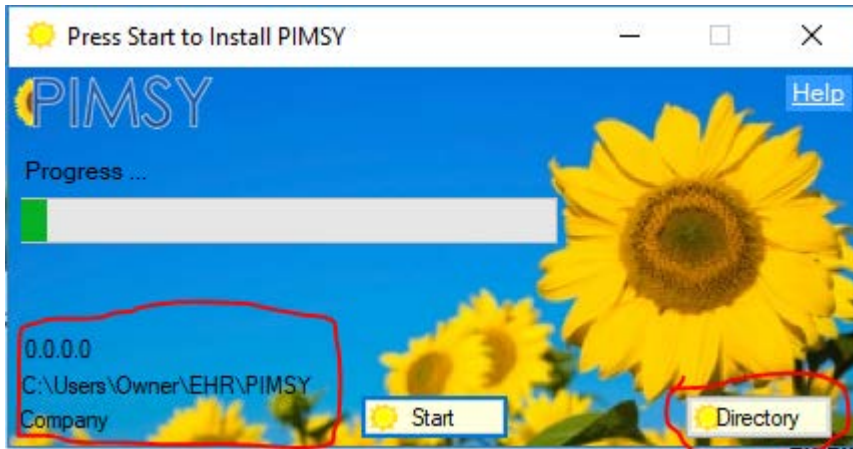 Press Start to Install PIMSY
PIMSY
Help
Progress ...
0.0.0.0
C:\Users\Owner\EHR\PIMSY
Company
Start
Directory